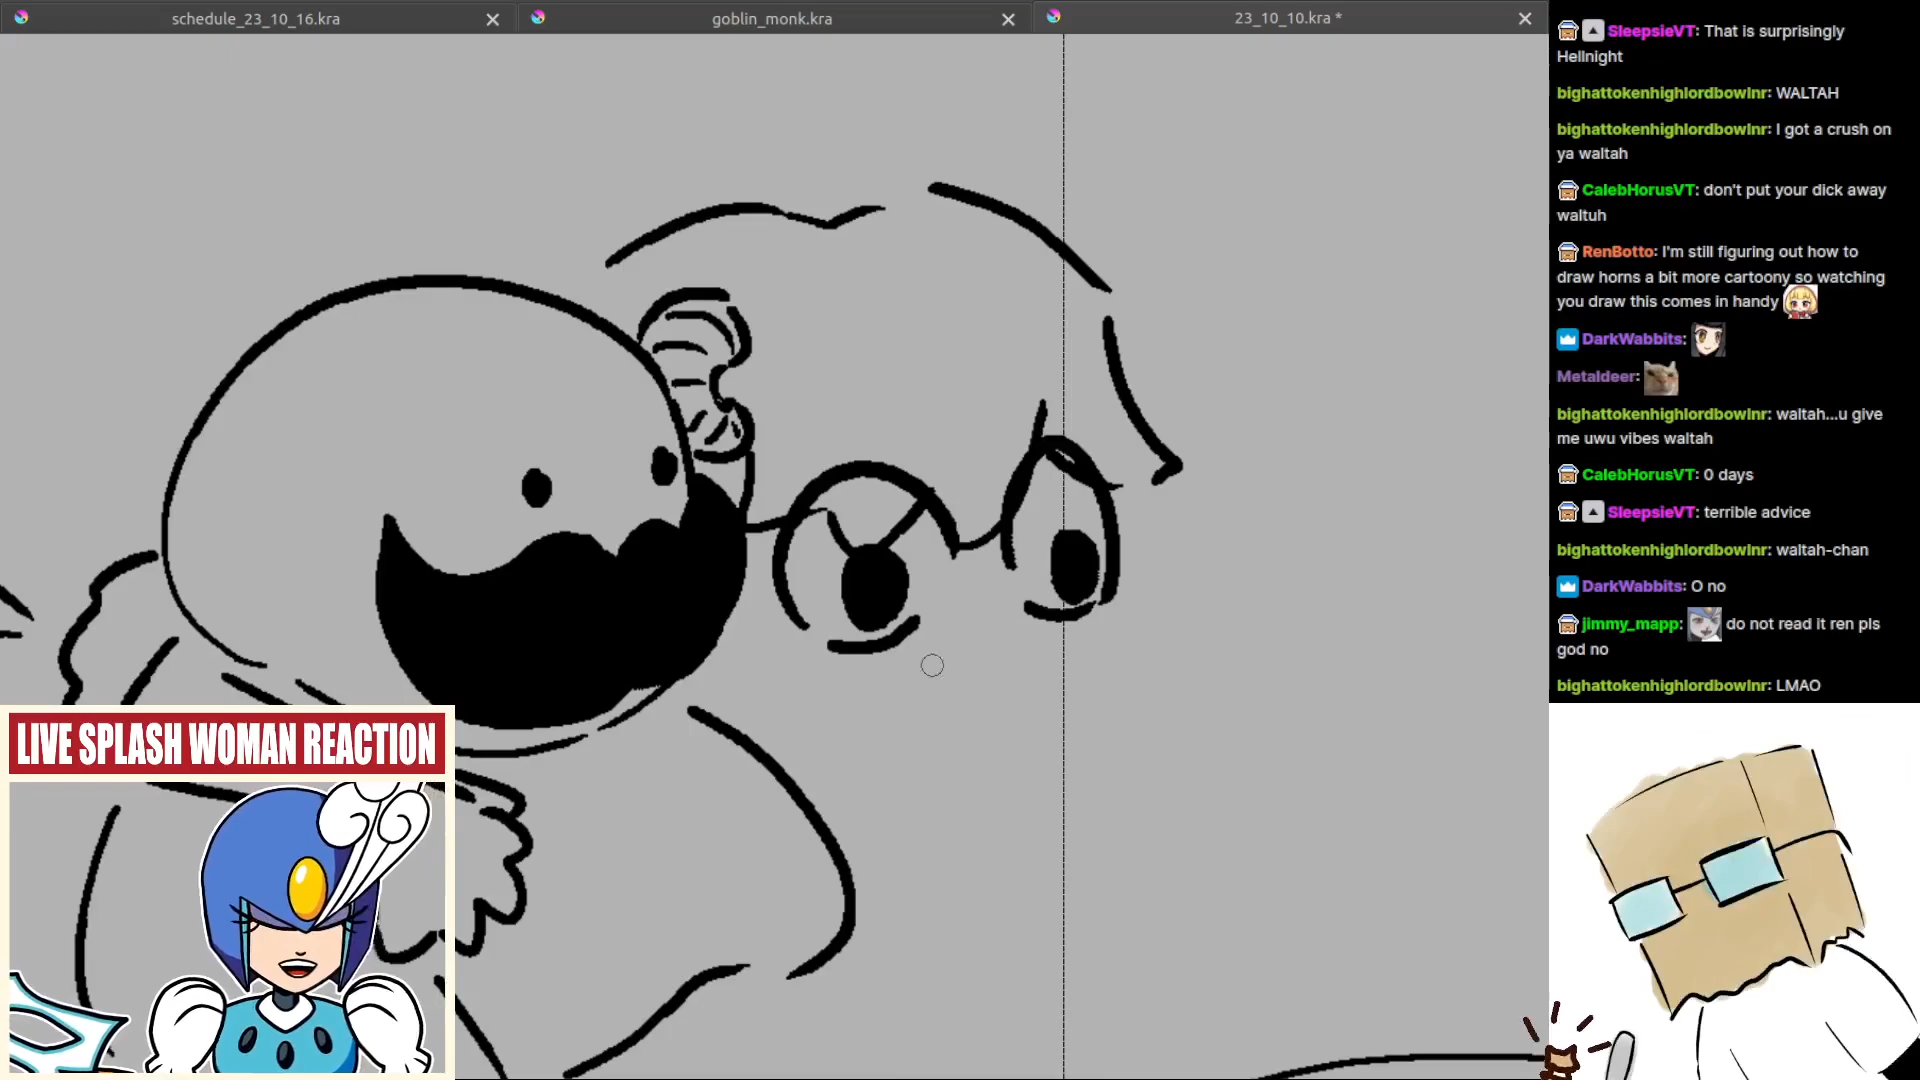 schedule_23_10_16.kra
goblin_monk.kra
23_10_10.kra *
SleepsieVT: That is surprisingly
Hellnight
bighattokenhighlordbowlnr: WALTAH
bighattokenhighlordbowlnr: I got a crush on
ya waltah
CalebHorusVT: don't put your dick away
waltuh
RenBotto: I'm still figuring out how to
draw horns a bit more cartoony so watching
you draw this comes in handy
DarkWabbits:
Metaldeer:
bighattokenhighlordbowlnr: waltah...u give
me uwu vibes waltah
CalebHorusVT: 0 days
SleepsieVT: terrible advice
bighattokenhighlordbowlnr: waltah-chan
DarkWabbits: O no
jimmy_mapp: do not read it ren pls
god no
bighattokenhighlordbowlnr: LMAO
LIVE SPLASH WOMAN REACTION